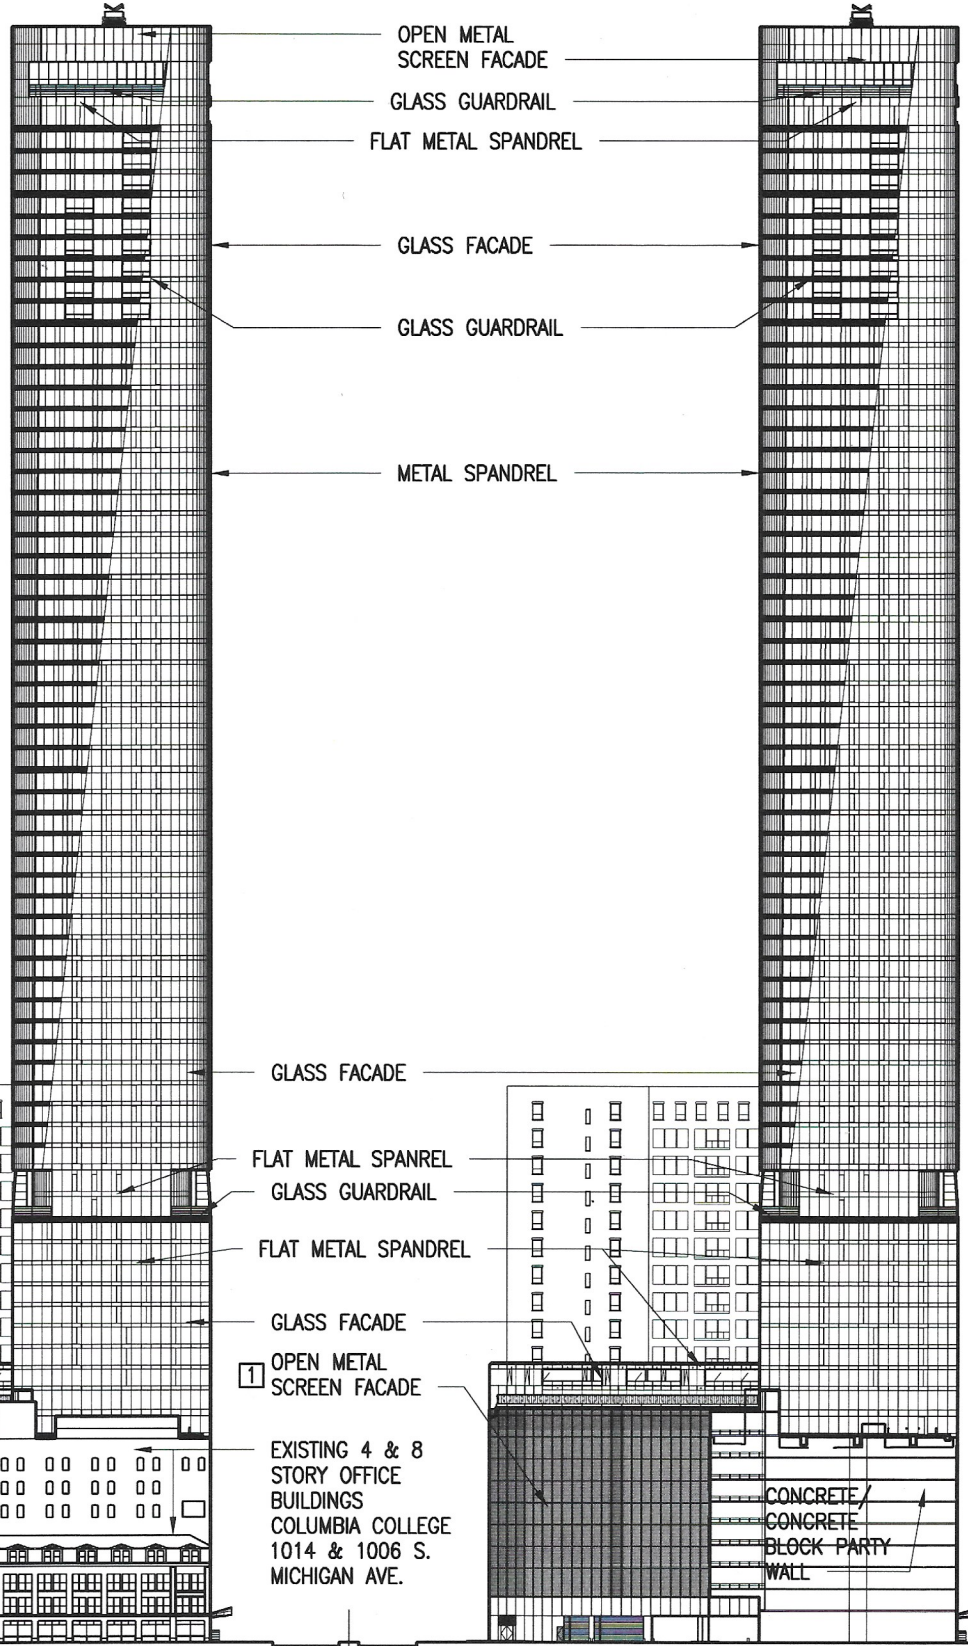 OPEN METAL
SCREEN FACADE
GLASS GUARDRAIL
FLAT METAL SPANDREL
GLASS FACADE
GLASS GUARDRAIL
METAL SPANDREL
GLASS FACADE
FLAT METAL SPANREL
GLASS GUARDRAIL
FLAT METAL SPANDREL
GLASS FACADE
1 OPEN METAL
SCREEN FACADE
EXISTING 4 & 8
STORY OFFICE
BUILDINGS
COLUMBIA COLLEGE
1014 & 1006 S.
MICHIGAN AVE.
CONCRETE/
CONCRETE
BLOCK PARTY
WALL